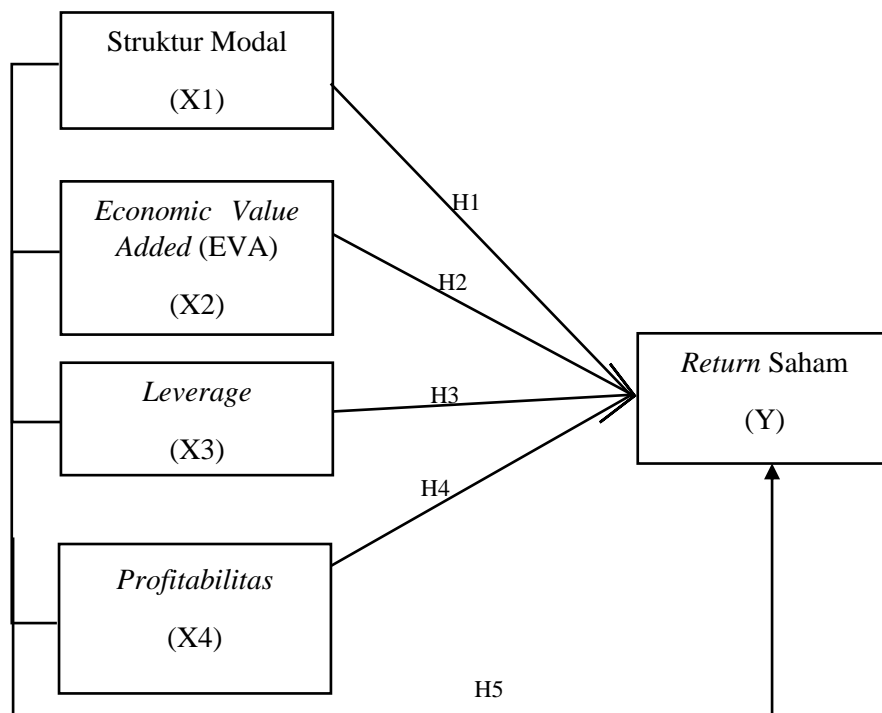 Struktur Modal
(X1)
Economic Value
Added (EVA)
(X2)
Leverage
(X3)
Profitabilitas
(X4)
H1
H2
H3
H4
H5
Return Saham
(Y)